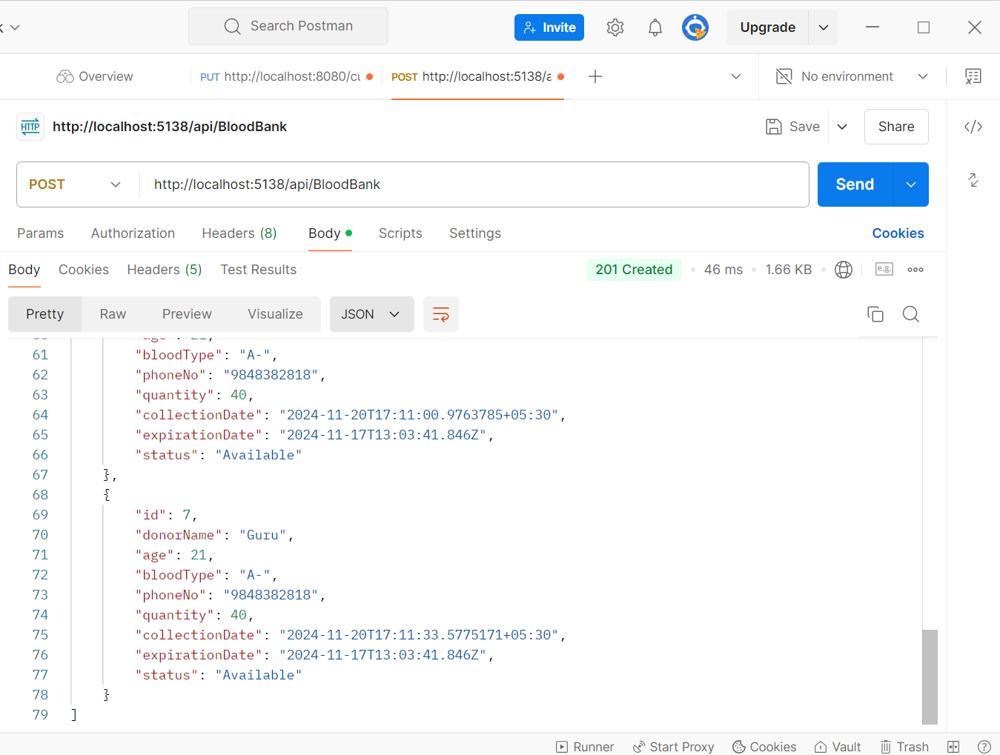 Search Postman
Invite
Upgrade
Overview
PUT http://localhost:8080/cu
POST http://localhost:5138/a
No environment
HTTP
http://localhost:5138/api/BloodBank
Save
Share
POST
http://localhost:5138/api/BloodBank
Send
Params
Authorization
Headers (8)
Body
Scripts
Settings
Cookies
Body
Cookies
Headers (5)
Test Results
201 Created
46 ms
1.66 KB
e.g.
Pretty
Raw
Preview
Visualize
JSON
60 "age": 21,
61 "bloodType": "A-",
62 "phoneNo": "9848382818",
63 "quantity": 40,
64 "collectionDate": "2024-11-20T17:11:00.9763785+05:30",
65 "expirationDate": "2024-11-17T13:03:41.846Z",
66 "status": "Available"
67 },
68 {
69 "id": 7,
70 "donorName": "Guru",
71 "age": 21,
72 "bloodType": "A-",
73 "phoneNo": "9848382818",
74 "quantity": 40,
75 "collectionDate": "2024-11-20T17:11:33.5775171+05:30",
76 "expirationDate": "2024-11-17T13:03:41.846Z",
77 "status": "Available"
78 }
79 ]
Runner
Start Proxy
Cookies
Vault
Trash